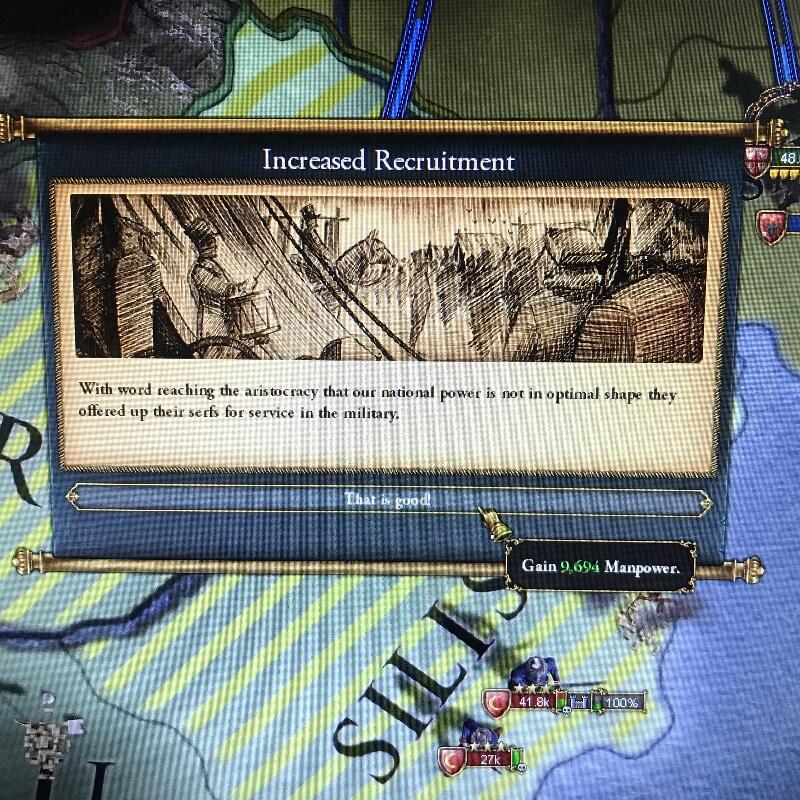 Increased Recruitment
48.
With word reaching the aristocracy that our national power is not in optimal shape they
offered up their serfs for service in the military.
R
That is good!
Gain 9,694 Manpower.
SILIS
41.8k
100%
27k